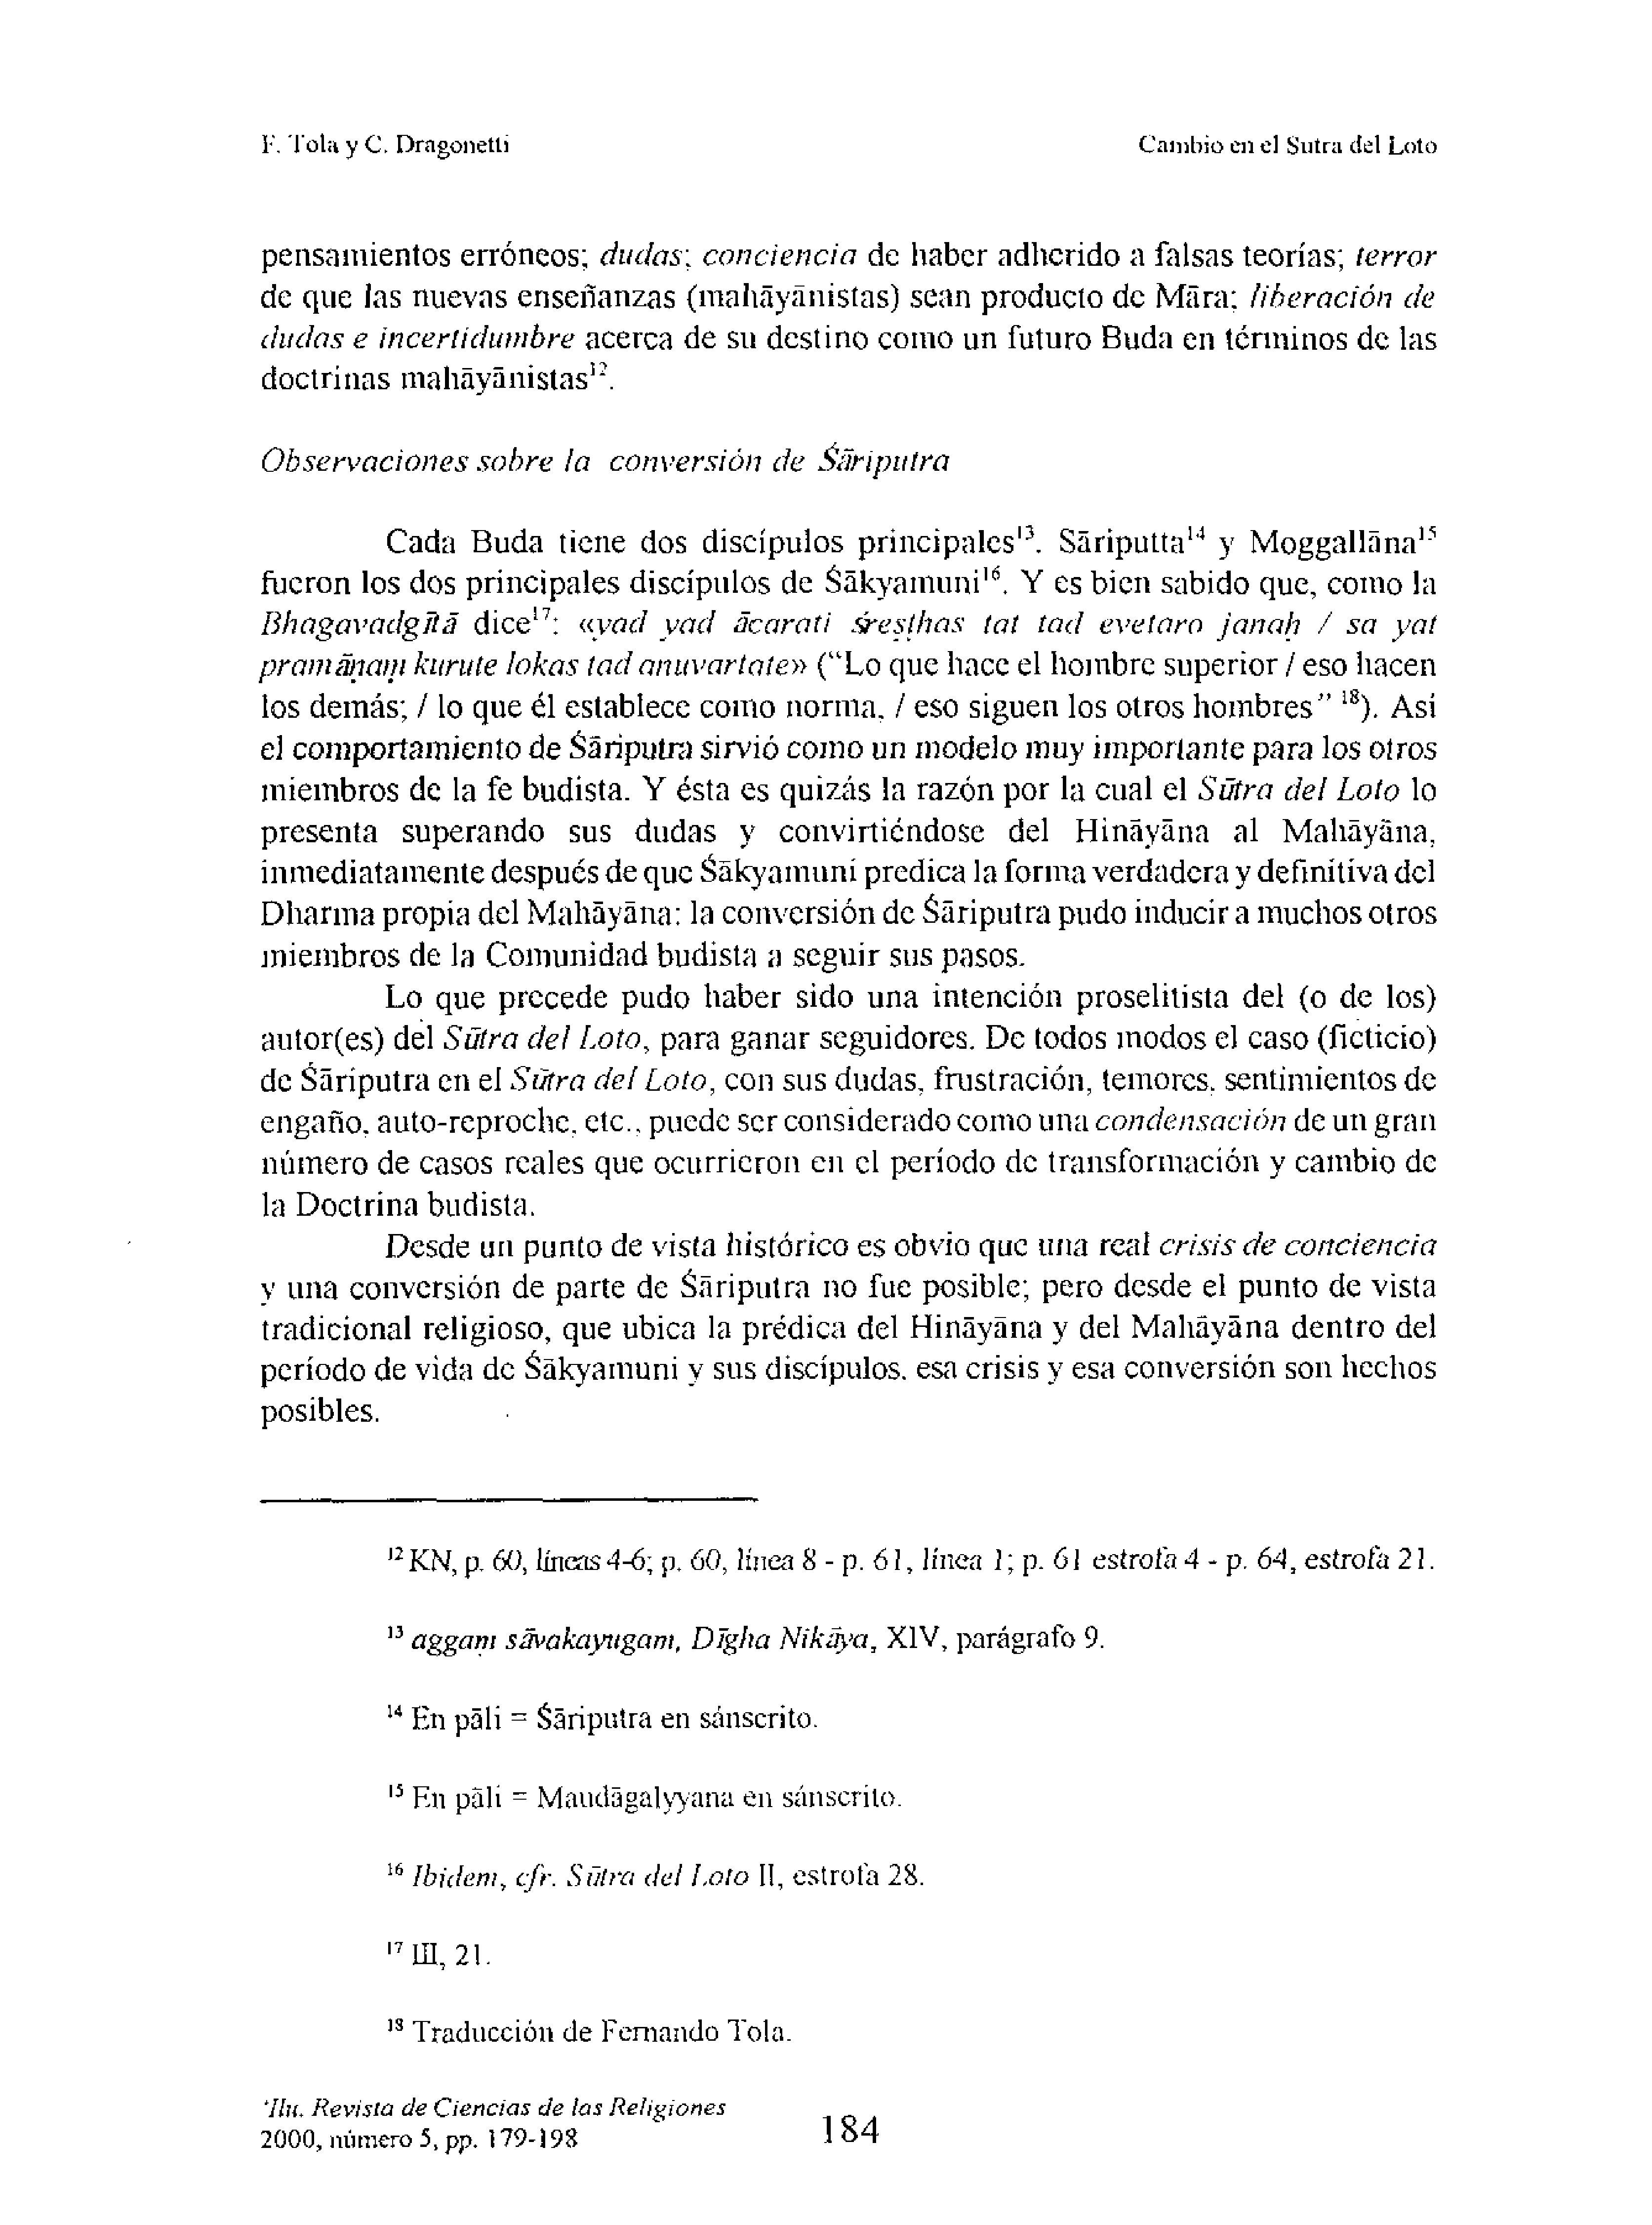 F. Tola y C. Dragonetti
Cambio en el Sutra del Loto
pensamientos erróneos; dudas; conciencia de haber adherido a falsas teorías; terror
de que las nuevas enseñanzas (mahāyānistas) sean producto de Māra; liberación de
dudas e incertidumbre acerca de su destino como un futuro Buda en términos de las
doctrinas mahāyānistas¹².
Observaciones sobre la conversión de Śāriputra
Cada Buda tiene dos discípulos principales¹³. Sāriputta¹⁴ y Moggallāna¹⁵
fueron los dos principales discípulos de Śākyamuni¹⁶. Y es bien sabido que, como la
Bhagavadgītā dice¹⁷: «yad yad ācarati śreṣṭhas tat tad evetaro janaḥ / sa yat
pramāṇaṃ kurute lokas tad anuvartate» (“Lo que hace el hombre superior / eso hacen
los demás; / lo que él establece como norma, / eso siguen los otros hombres” ¹⁸). Así
el comportamiento de Śāriputra sirvió como un modelo muy importante para los otros
miembros de la fe budista. Y ésta es quizás la razón por la cual el Sūtra del Loto lo
presenta superando sus dudas y convirtiéndose del Hināyāna al Mahāyāna,
inmediatamente después de que Śākyamuni predica la forma verdadera y definitiva del
Dharma propia del Mahāyāna: la conversión de Śāriputra pudo inducir a muchos otros
miembros de la Comunidad budista a seguir sus pasos.
Lo que precede pudo haber sido una intención proselitista del (o de los)
autor(es) del Sūtra del Loto, para ganar seguidores. De todos modos el caso (ficticio)
de Śāriputra en el Sūtra del Loto, con sus dudas, frustración, temores, sentimientos de
engaño, auto-reproche, etc., puede ser considerado como una condensación de un gran
número de casos reales que ocurrieron en el período de transformación y cambio de
la Doctrina budista.
Desde un punto de vista histórico es obvio que una real crisis de conciencia
y una conversión de parte de Śāriputra no fue posible; pero desde el punto de vista
tradicional religioso, que ubica la prédica del Hināyāna y del Mahāyāna dentro del
período de vida de Śākyamuni y sus discípulos, esa crisis y esa conversión son hechos
posibles.
¹² KN, p. 60, líneas 4-6; p. 60, línea 8 - p. 61, línea 1; p. 61 estrofa 4 - p. 64, estrofa 21.
¹³ aggaṃ sāvakayugaṃ, Dīgha Nikāya, XIV, parágrafo 9.
¹⁴ En pāli = Śāriputra en sánscrito.
¹⁵ En pāli = Maudāgalyyana en sánscrito.
¹⁶ Ibidem, cfr. Sūtra del Loto II, estrofa 28.
¹⁷ III, 21.
¹⁸ Traducción de Fernando Tola.
'Ilu. Revista de Ciencias de las Religiones
2000, número 5, pp. 179-198
184